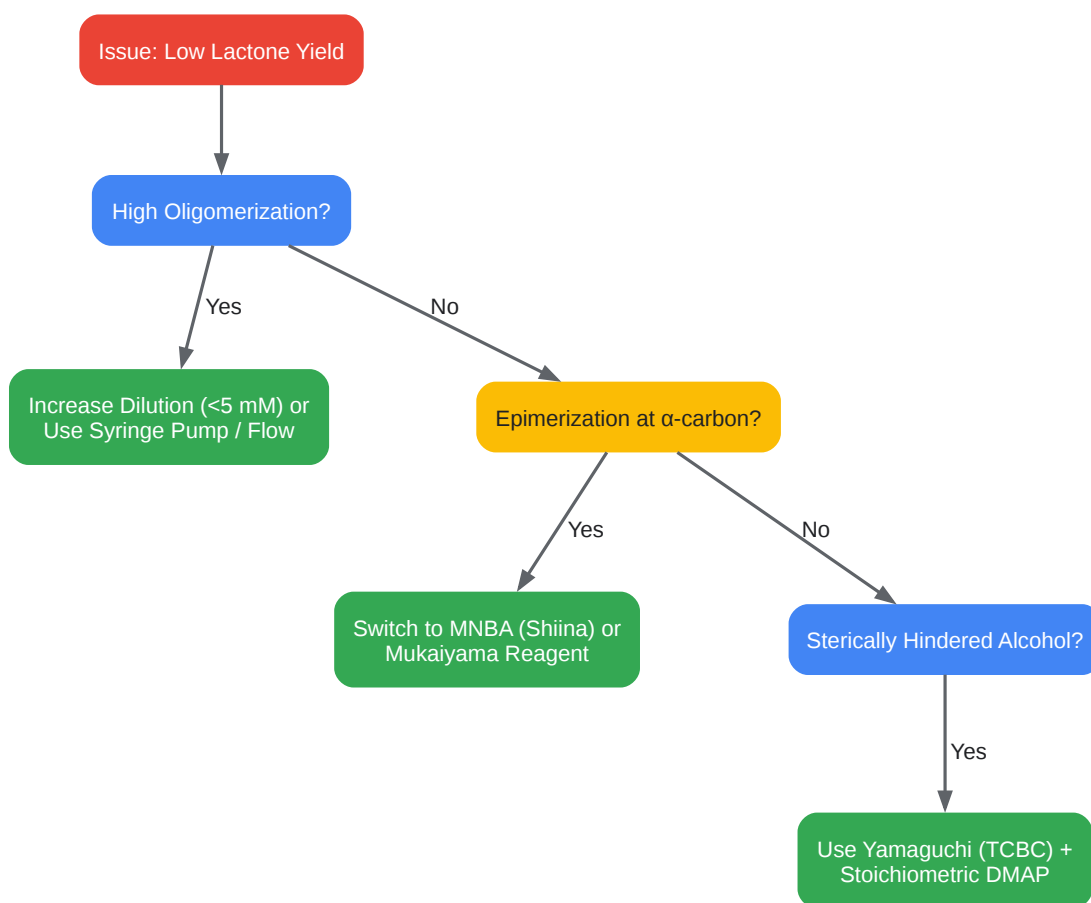 Issue: Low Lactone Yield
High Oligomerization?
Yes
No
Increase Dilution (<5 mM) or
Use Syringe Pump / Flow
Epimerization at α-carbon?
Yes
No
Switch to MNBA (Shiina) or
Mukaiyama Reagent
Sterically Hindered Alcohol?
Yes
Use Yamaguchi (TCBC) +
Stoichiometric DMAP